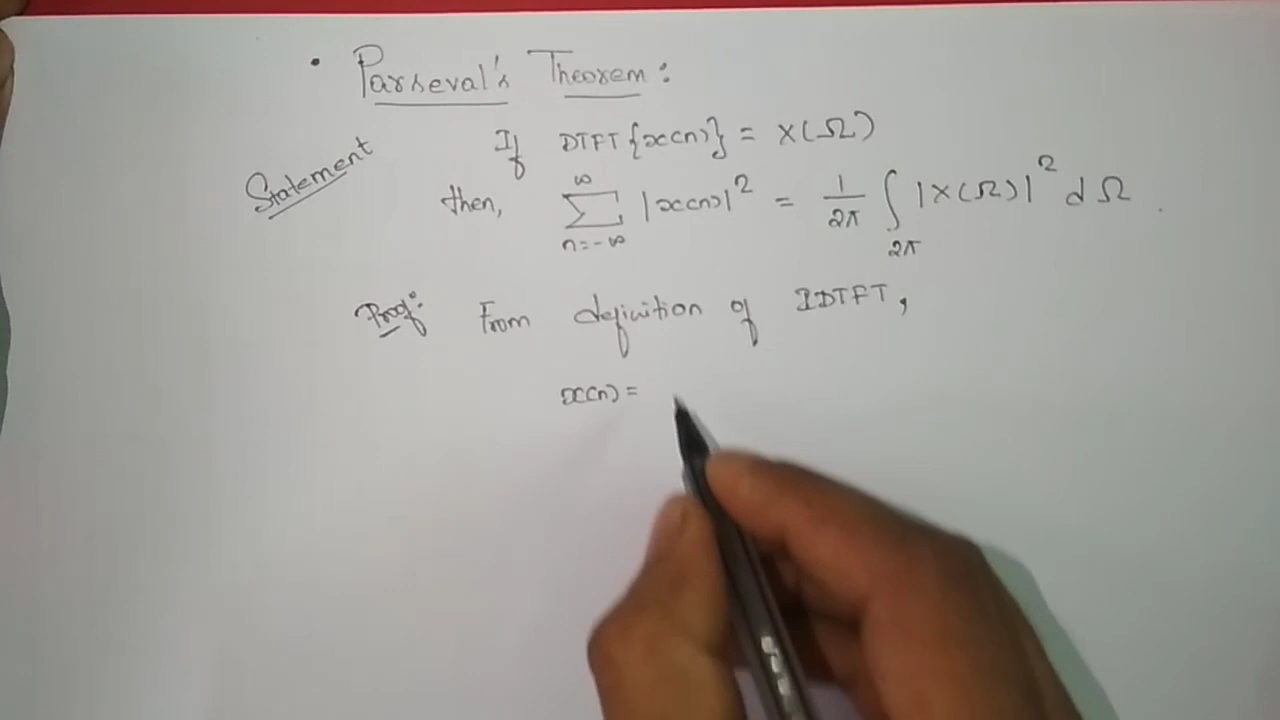 • Parseval's Theorem:
Statement
If DTFT{x(n)} = X(Ω)
then, ∞ ∑ n=-∞ |x(n)|² = 1/2π ∫ 2π |X(Ω)|² dΩ
Proof: From definition of IDTFT,
x(n) =